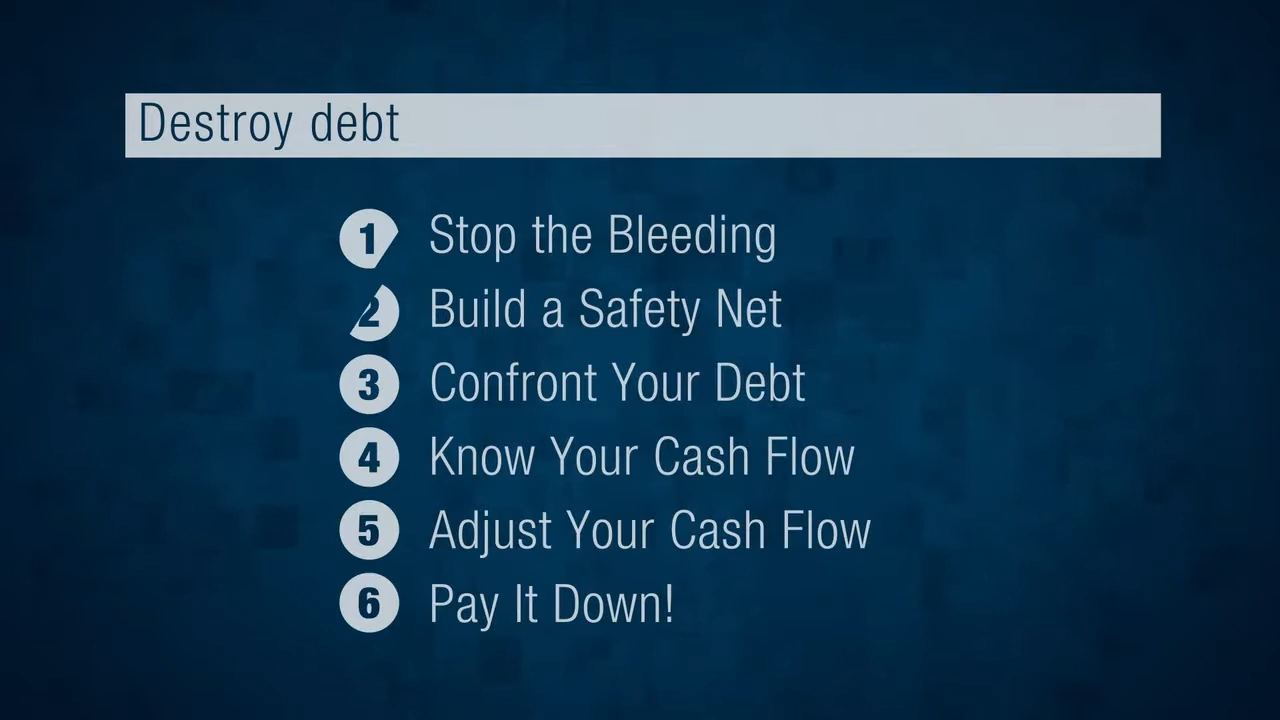 Destroy debt
1 Stop the Bleeding
2 Build a Safety Net
3 Confront Your Debt
4 Know Your Cash Flow
5 Adjust Your Cash Flow
6 Pay It Down!